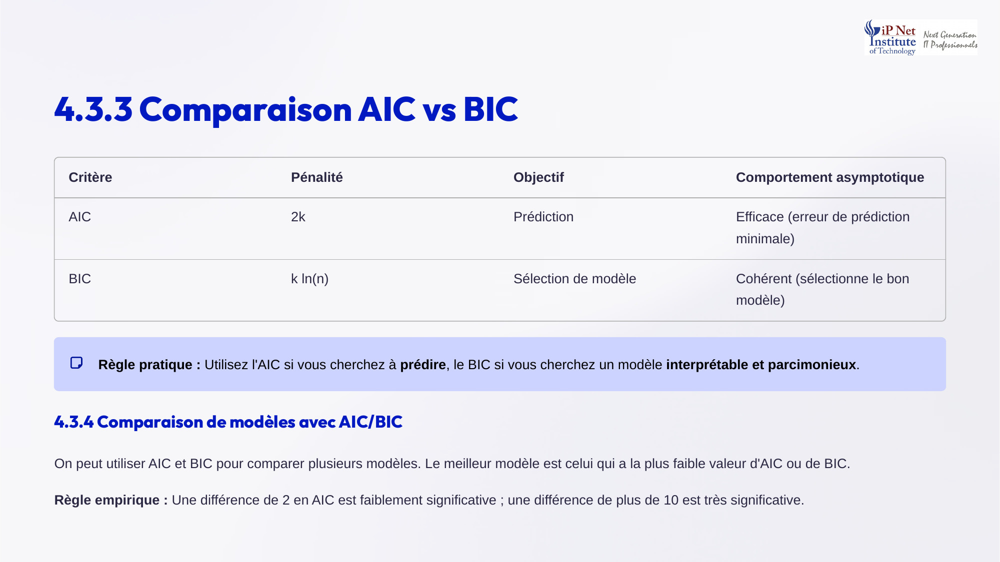 iP Net
Institute
of Technology
Next Generation
IT Professionnels
4.3.3 Comparaison AIC vs BIC
Critère Pénalité Objectif Comportement asymptotique
AIC 2k Prédiction Efficace (erreur de prédiction
minimale)
BIC k ln(n) Sélection de modèle Cohérent (sélectionne le bon
modèle)
Règle pratique : Utilisez l'AIC si vous cherchez à prédire, le BIC si vous cherchez un modèle interprétable et parcimonieux.
4.3.4 Comparaison de modèles avec AIC/BIC
On peut utiliser AIC et BIC pour comparer plusieurs modèles. Le meilleur modèle est celui qui a la plus faible valeur d'AIC ou de BIC.
Règle empirique : Une différence de 2 en AIC est faiblement significative ; une différence de plus de 10 est très significative.